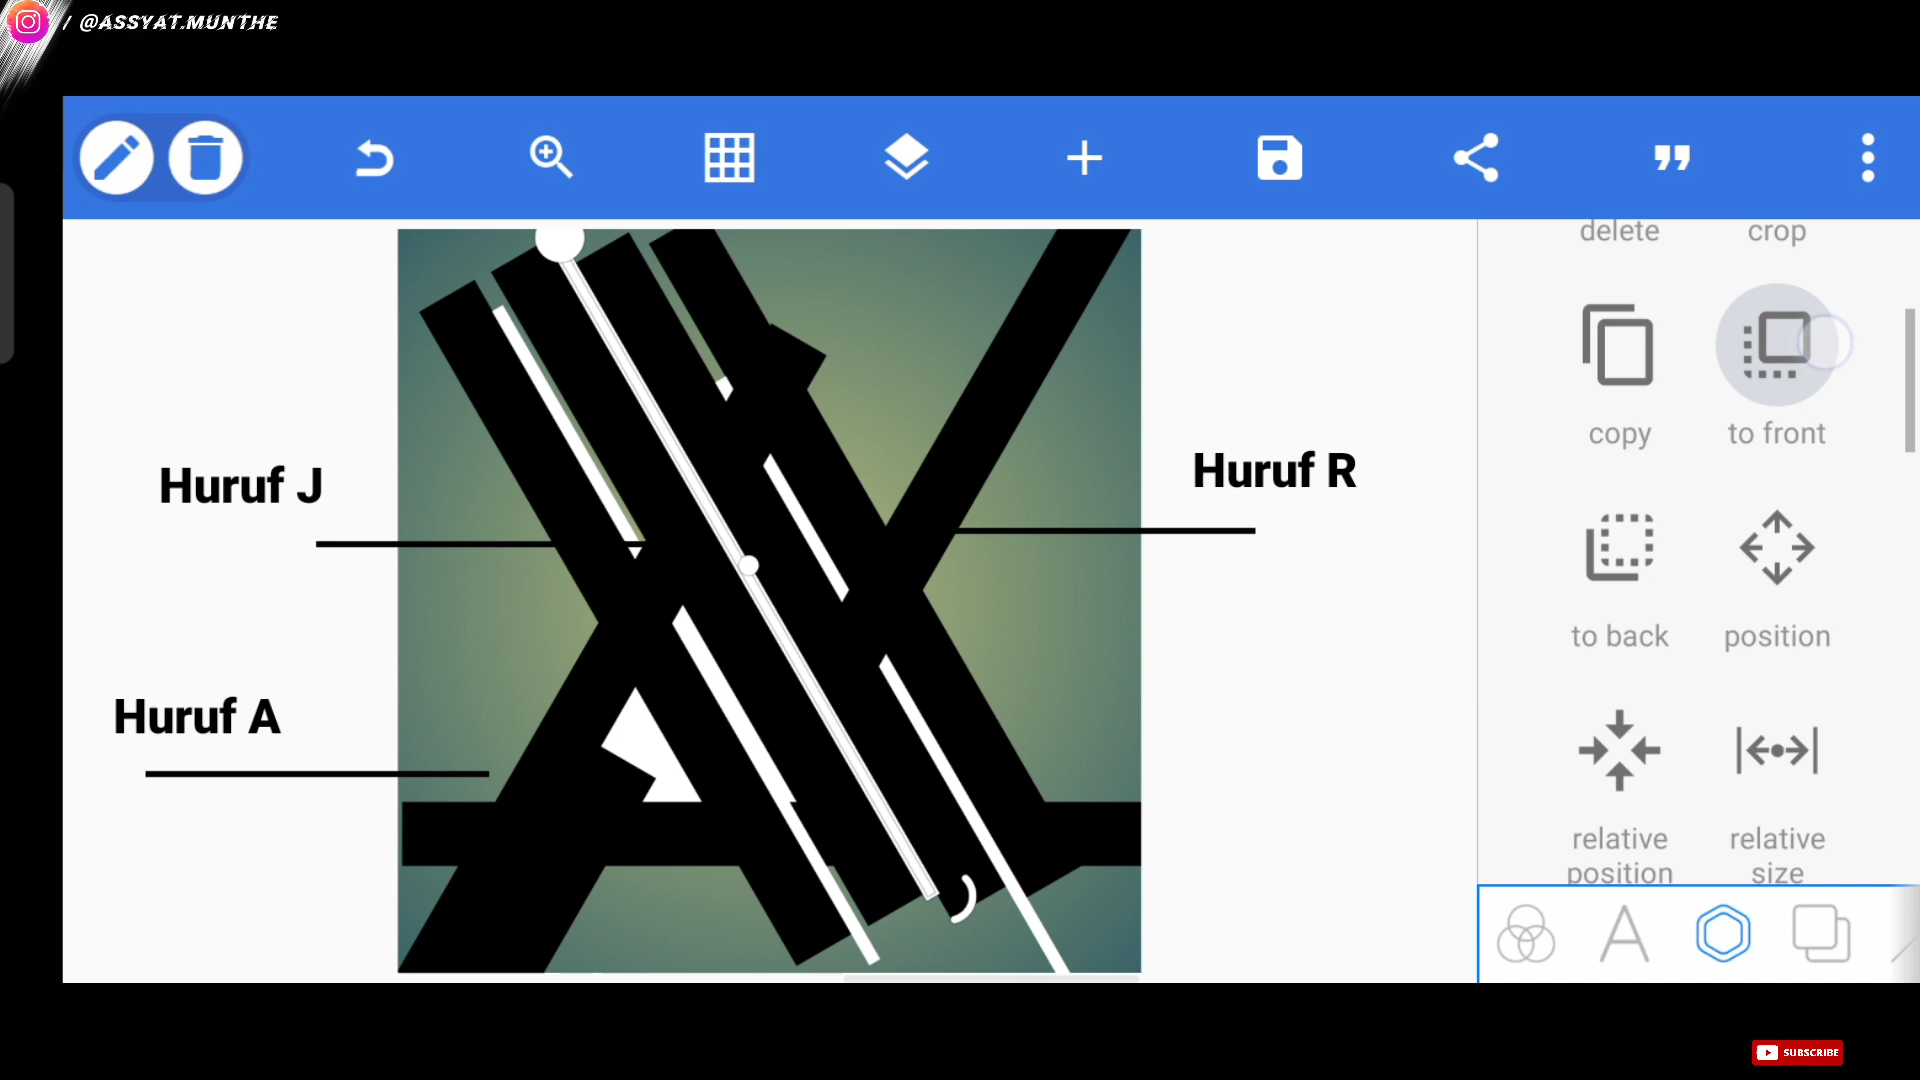 / @ASSYAT.MUNTHE
delete crop
copy to front
Huruf J
Huruf R
to back position
Huruf A
relative position
relative size
SUBSCRIBE